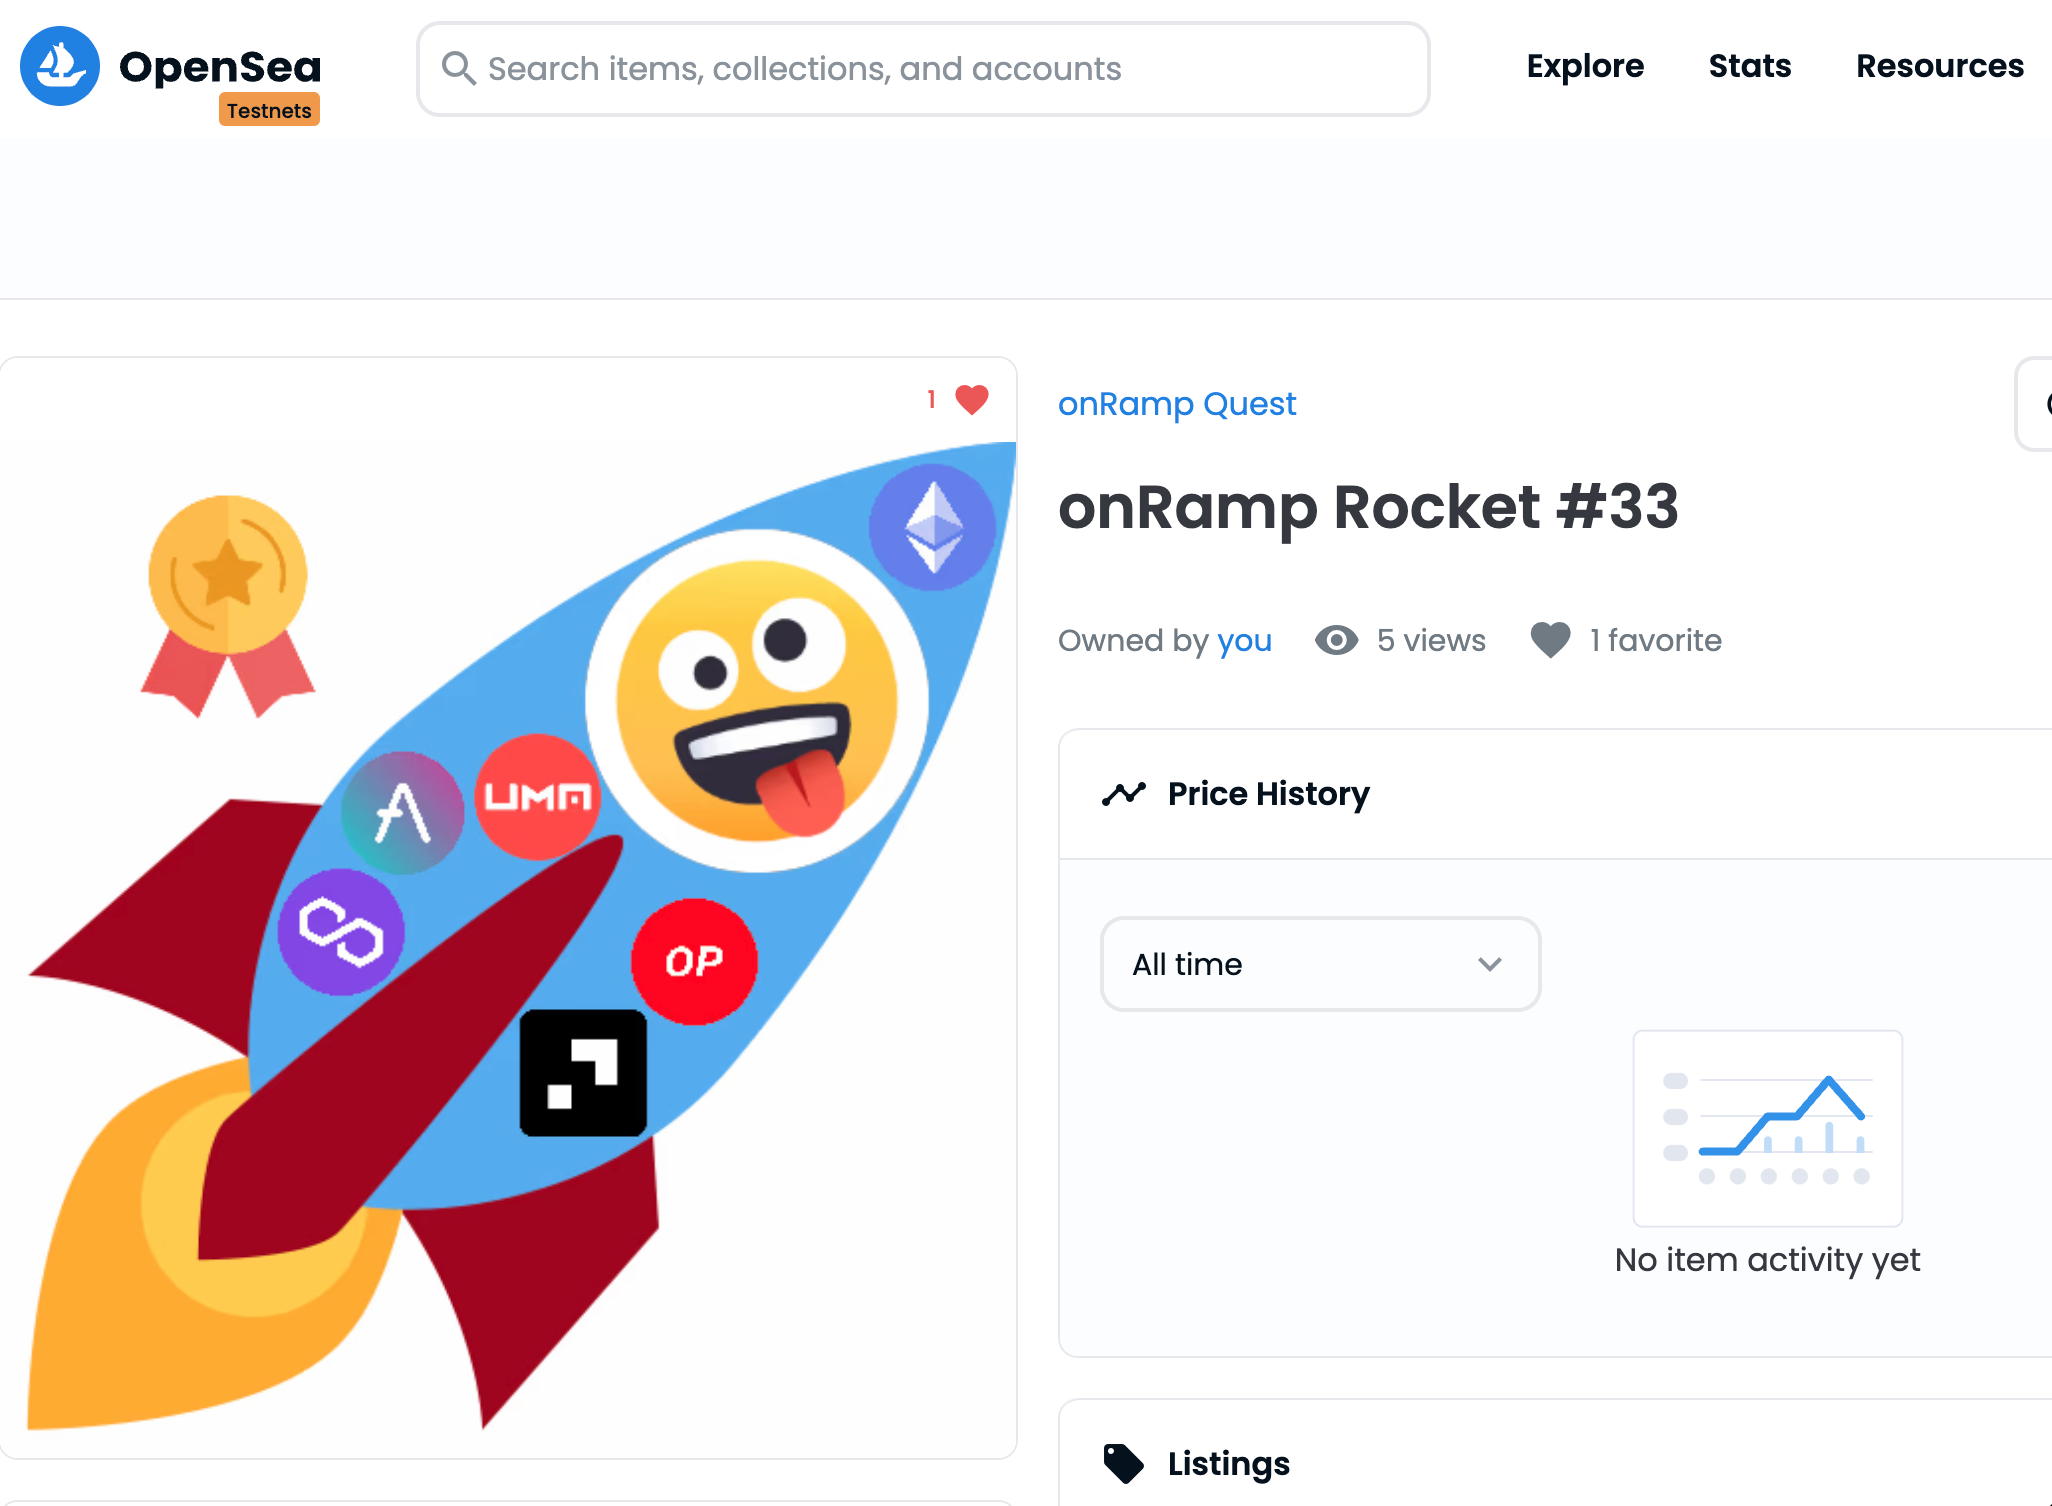 OpenSea
Testnets
Search items, collections, and accounts
Explore
Stats
Resources
1
onRamp Quest
onRamp Rocket #33
Owned by you
5 views
1 favorite
UMA
OP
Price History
All time
No item activity yet
Listings